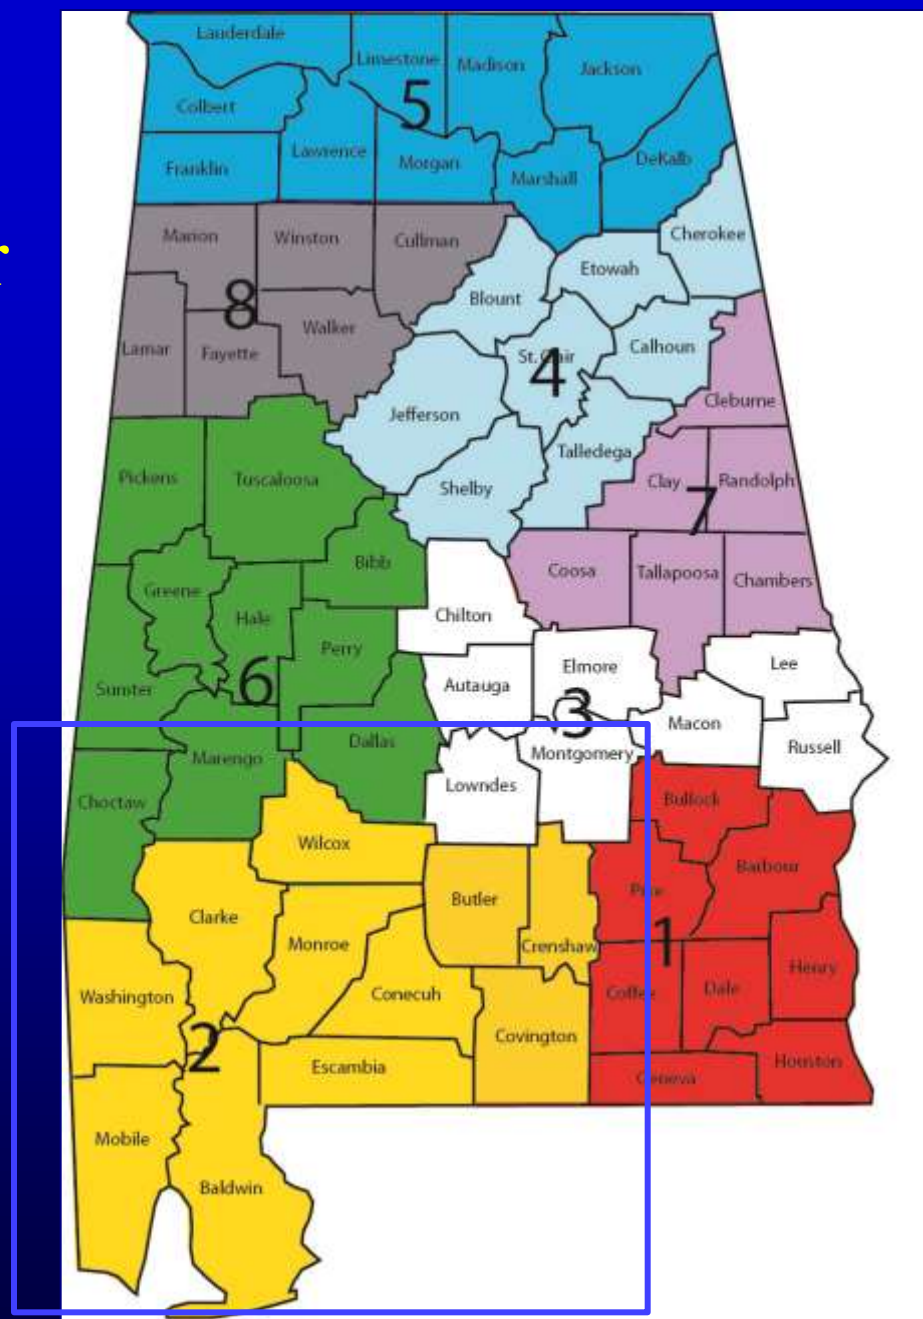 Lauderdale
Limestone
Madison
Jackson
5
Colbert
Lawrence
Morgan
Franklin
Marshall
DeKalb
Marion
Winston
Cullman
Cherokee
Etowah
Blount
8
Walker
Lamar
Fayette
St. Clair
4
Calhoun
Cleburne
Jefferson
Talledega
Pickens
Tuscaloosa
Shelby
Clay
Randolph
7
Bibb
Coosa
Tallapoosa
Chambers
Greene
Hale
Chilton
Perry
Elmore
Lee
Sumter
6
Autauga
3
Macon
Dallas
Marengo
Montgomery
Russell
Choctaw
Lowndes
Bullock
Wilcox
Barbour
Pike
Clarke
Butler
Monroe
Crenshaw
1
Washington
Conecuh
Coffee
Dale
Henry
2
Covington
Escambia
Geneva
Houston
Mobile
Baldwin